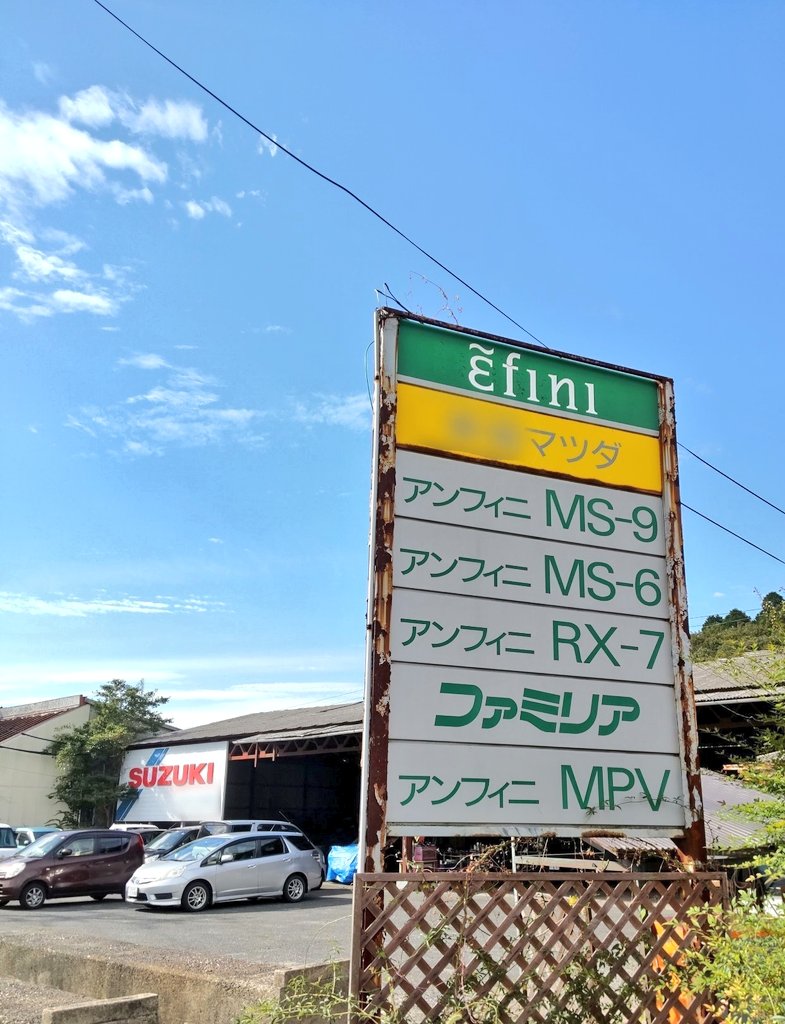 ẽfini
マツダ
アンフィニ MS-9
アンフィニ MS-6
アンフィニ RX-7
ファミリア
アンフィニ MPV
SUZUKI